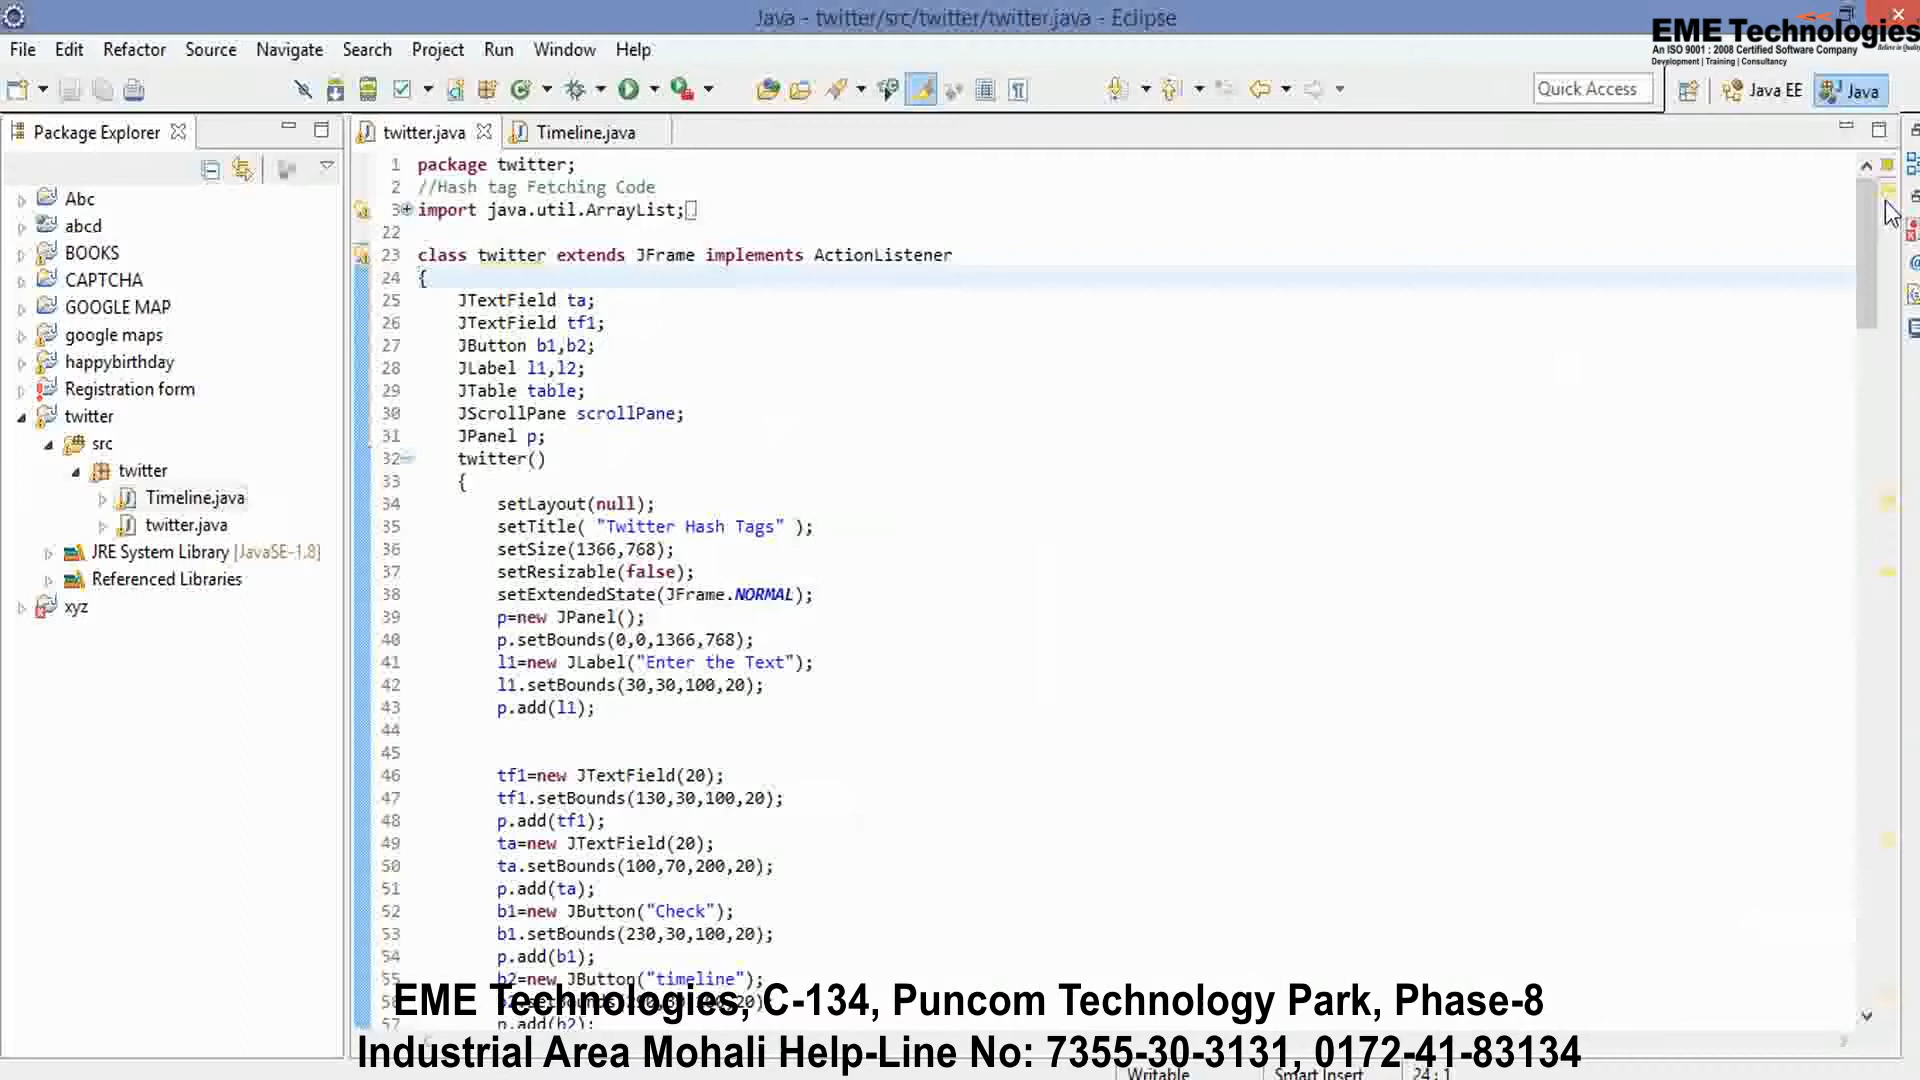 Java - twitter/src/twitter/twitter.java - Eclipse
EME Technologies
An ISO 9001 : 2008 Certified Software Company
Believe in Quality
Development | Training | Consultancy
File Edit Refactor Source Navigate Search Project Run Window Help
Quick Access
Java EE
Java
Package Explorer
twitter.java
Timeline.java
Abc
abcd
BOOKS
CAPTCHA
GOOGLE MAP
google maps
happybirthday
Registration form
twitter
src
twitter
Timeline.java
twitter.java
JRE System Library [JavaSE-1.8]
Referenced Libraries
xyz
1 package twitter;
2 //Hash tag Fetching Code
3 import java.util.ArrayList;
22
23 class twitter extends JFrame implements ActionListener
24 {
25 JTextField ta;
26 JTextField tf1;
27 JButton b1,b2;
28 JLabel l1,l2;
29 JTable table;
30 JScrollPane scrollPane;
31 JPanel p;
32 twitter()
33 {
34 setLayout(null);
35 setTitle( "Twitter Hash Tags" );
36 setSize(1366,768);
37 setResizable(false);
38 setExtendedState(JFrame.NORMAL);
39 p=new JPanel();
40 p.setBounds(0,0,1366,768);
41 l1=new JLabel("Enter the Text");
42 l1.setBounds(30,30,100,20);
43 p.add(l1);
44
45
46 tf1=new JTextField(20);
47 tf1.setBounds(130,30,100,20);
48 p.add(tf1);
49 ta=new JTextField(20);
50 ta.setBounds(100,70,200,20);
51 p.add(ta);
52 b1=new JButton("Check");
53 b1.setBounds(230,30,100,20);
54 p.add(b1);
55 b2=new JButton("timeline");
57 p.add(b2);
EME Technologies, C-134, Puncom Technology Park, Phase-8
Industrial Area Mohali Help-Line No: 7355-30-3131, 0172-41-83134
Writable
Smart Insert
24 : 1